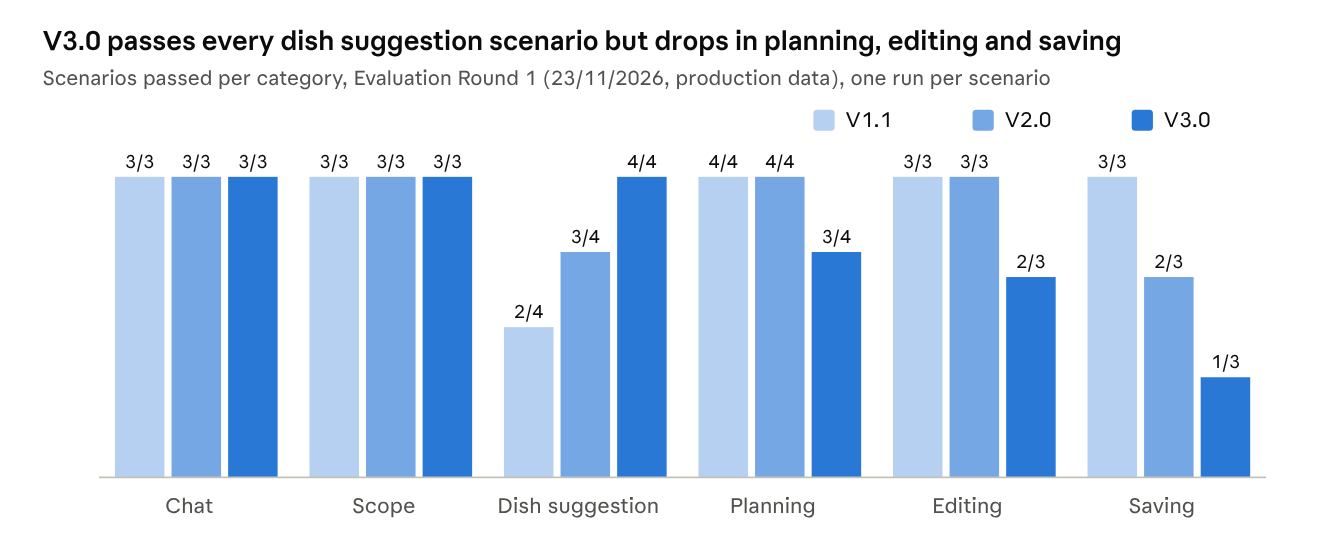 V3.0 passes every dish suggestion scenario but drops in planning, editing and saving
Scenarios passed per category, Evaluation Round 1 (23/11/2026, production data), one run per scenario
V1.1 V2.0 V3.0
3/3 3/3 3/3 3/3 3/3 3/3 4/4 4/4 4/4 3/3 3/3 3/3
3/4 3/4
2/3 2/3
2/4
1/3
Chat Scope Dish suggestion Planning Editing Saving